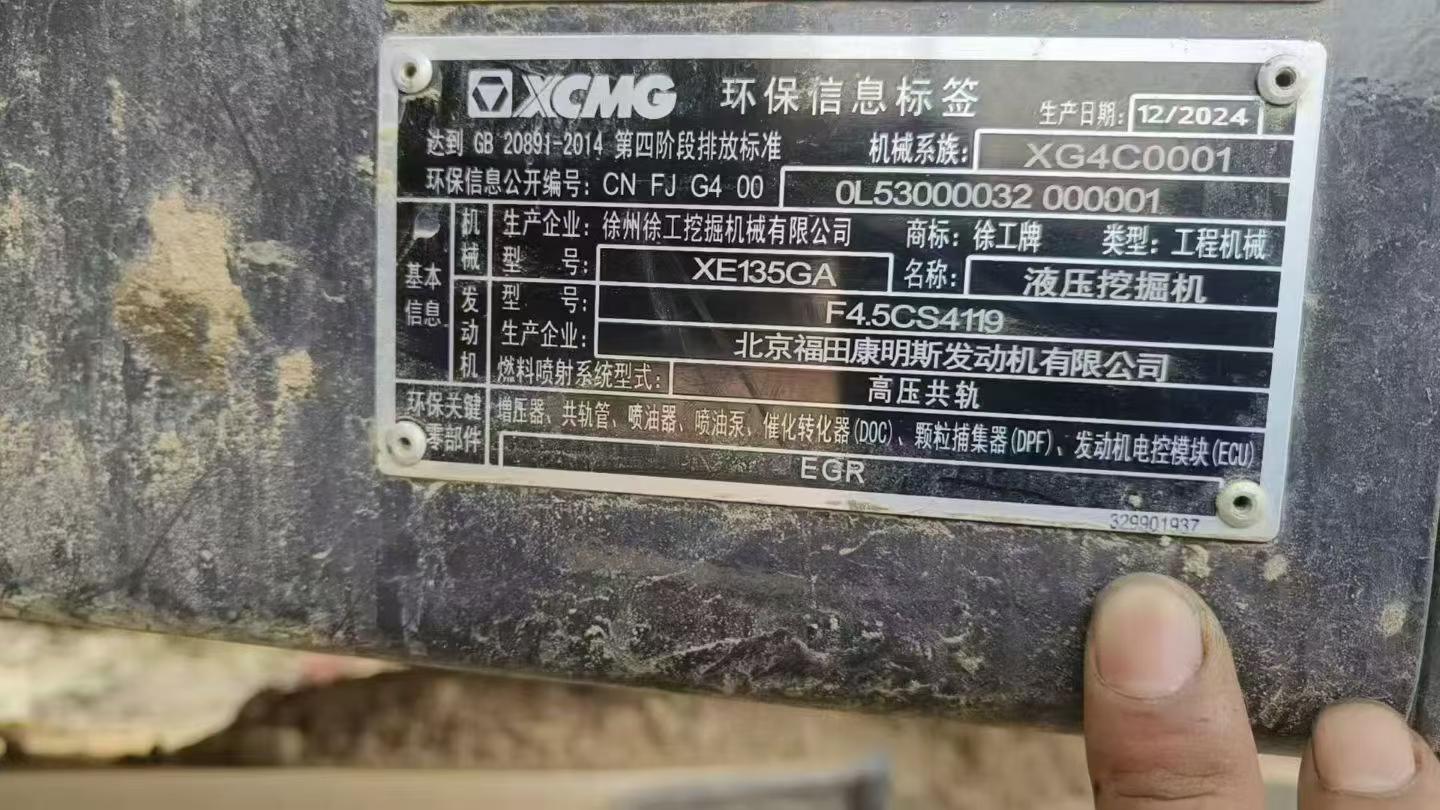 XCMG 环保信息标签 生产日期: 12/2024
达到 GB 20891-2014 第四阶段排放标准 机械系族: XG4C0001
环保信息公开编号: CN FJ G4 00 0L53000032 000001
基本信息
机械
生产企业: 徐州徐工挖掘机械有限公司 商标: 徐工牌 类型: 工程机械
型 号: XE135GA 名称: 液压挖掘机
发动机
型 号: F4.5CS4119
生产企业: 北京福田康明斯发动机有限公司
燃料喷射系统型式: 高压共轨
环保关键零部件
增压器、共轨管、喷油器、喷油泵、催化转化器(DOC)、颗粒捕集器(DPF)、发动机电控模块(ECU)
EGR
329901937